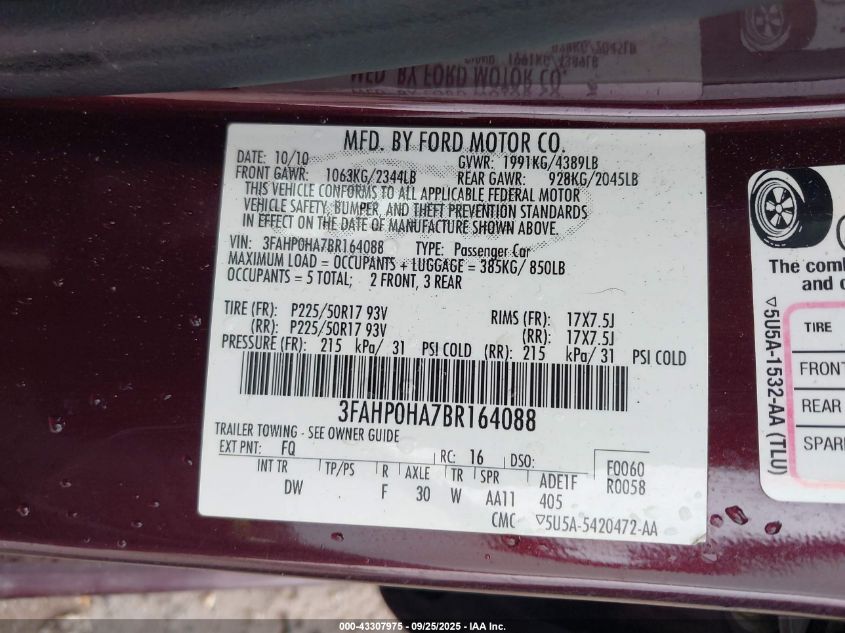 MFD. BY FORD MOTOR CO.
DATE: 10/10 GVWR: 1991KG/4389LB
FRONT GAWR: 1063KG/2344LB REAR GAWR: 928KG/2045LB
THIS VEHICLE CONFORMS TO ALL APPLICABLE FEDERAL MOTOR
VEHICLE SAFETY, BUMPER, AND THEFT PREVENTION STANDARDS
IN EFFECT ON THE DATE OF MANUFACTURE SHOWN ABOVE.
VIN: 3FAHP0HA7BR164088 TYPE: Passenger Car
MAXIMUM LOAD = OCCUPANTS + LUGGAGE = 385KG/ 850LB
OCCUPANTS = 5 TOTAL; 2 FRONT, 3 REAR
TIRE (FR): P225/50R17 93V RIMS (FR): 17X7.5J
(RR): P225/50R17 93V (RR): 17X7.5J
PRESSURE (FR): 215 kPa/ 31 PSI COLD (RR): 215 kPa/ 31 PSI COLD
3FAHP0HA7BR164088
TRAILER TOWING - SEE OWNER GUIDE
EXT PNT: FQ RC: 16 DSO: F0060
R0058
INT TR TP/PS R AXLE TR SPR ADE1F
DW F 30 W AA11 405
CMC ▽5U5A-5420472-AA
The comb
and o
TIRE
FRONT
REAR
SPAR
▽5U5A-1532-AA (TLU)
000-43307975 - 09/25/2025 - IAA Inc.